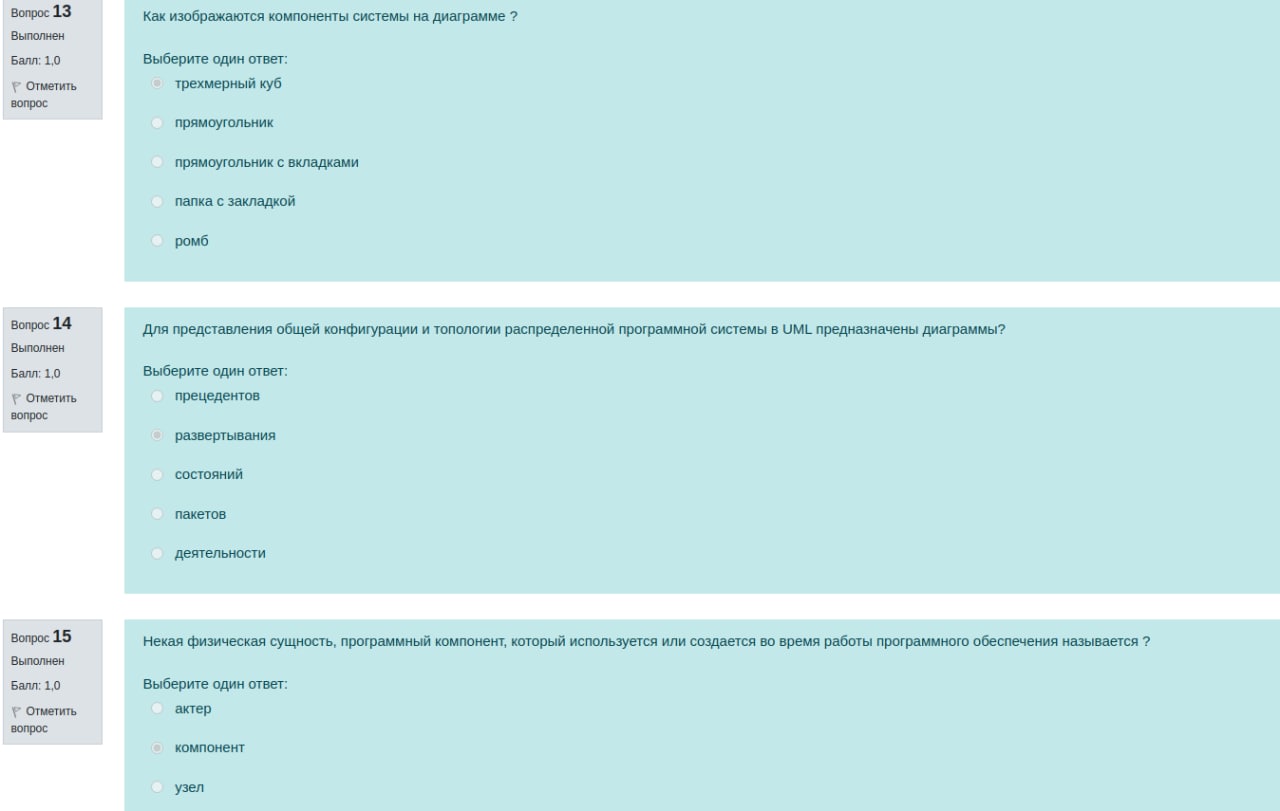 Вопрос 13
Выполнен
Балл: 1,0
Отметить
вопрос
Как изображаются компоненты системы на диаграмме ?
Выберите один ответ:
трехмерный куб
прямоугольник
прямоугольник с вкладками
папка с закладкой
ромб
Вопрос 14
Выполнен
Балл: 1,0
Отметить
вопрос
Для представления общей конфигурации и топологии распределенной программной системы в UML предназначены диаграммы?
Выберите один ответ:
прецедентов
развертывания
состояний
пакетов
деятельности
Вопрос 15
Выполнен
Балл: 1,0
Отметить
вопрос
Некая физическая сущность, программный компонент, который используется или создается во время работы программного обеспечения называется ?
Выберите один ответ:
актер
компонент
узел